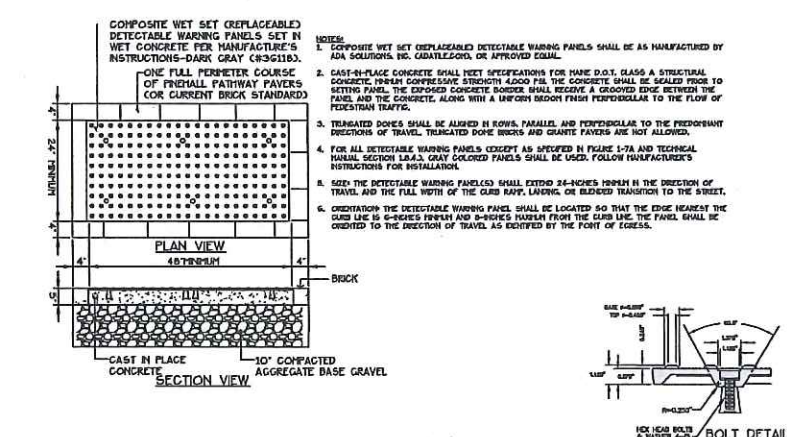 COMPOSITE WET SET (REPLACEABLE)
DETECTABLE WARNING PANELS SET IN
WET CONCRETE PER MANUFACTURE'S
INSTRUCTIONS-DARK GRAY (#36118).
ONE FULL PERIMETER COURSE
OF PINEHALL PATHWAY PAVERS
(OR CURRENT BRICK STANDARD)
4"
24" MINIMUM
4"
PLAN VIEW
4"
48"MINIMUM
4"
BRICK
5"
CAST IN PLACE
CONCRETE
10" COMPACTED
AGGREGATE BASE GRAVEL
SECTION VIEW
NOTES:
1. COMPOSITE WET SET (REPLACEABLE) DETECTABLE WARNING PANELS SHALL BE AS MANUFACTURED BY
ADA SOLUTIONS, INC. (ADATILE.COM), OR APPROVED EQUAL.
2. CAST-IN-PLACE CONCRETE SHALL MEET SPECIFICATIONS FOR MAINE D.O.T. CLASS A STRUCTURAL
CONCRETE, MINIMUM COMPRESSIVE STRENGTH 4,000 PSI. THE CONCRETE SHALL BE SEALED PRIOR TO
SETTING PANEL. THE EXPOSED CONCRETE BORDER SHALL RECEIVE A GROOVED EDGE BETWEEN THE
PANEL AND THE CONCRETE, ALONG WITH A UNIFORM BROOM FINISH PERPENDICULAR TO THE FLOW OF
PEDESTRIAN TRAFFIC.
3. TRUNCATED DOMES SHALL BE ALIGNED IN ROWS, PARALLEL AND PERPENDICULAR TO THE PREDOMINANT
DIRECTIONS OF TRAVEL. TRUNCATED DOME BRICKS AND GRANITE PAVERS ARE NOT ALLOWED.
4. FOR ALL DETECTABLE WARNING PANELS (EXCEPT AS SPECIFIED IN FIGURE 1-7A AND TECHNICAL
MANUAL SECTION 1.8.4.3, GRAY COLORED PANELS SHALL BE USED. FOLLOW MANUFACTURER'S
INSTRUCTIONS FOR INSTALLATION.
5. SIZE: THE DETECTABLE WARNING PANEL(S) SHALL EXTEND 24-INCHES MINIMUM IN THE DIRECTION OF
TRAVEL AND THE FULL WIDTH OF THE CURB RAMP, LANDING, OR BLENDED TRANSITION TO THE STREET.
6. ORIENTATION: THE DETECTABLE WARNING PANEL SHALL BE LOCATED SO THAT THE EDGE NEAREST THE
CURB LINE IS 6-INCHES MINIMUM AND 8-INCHES MAXIMUM FROM THE CURB LINE. THE PANEL SHALL BE
ORIENTED TO THE DIRECTION OF TRAVEL AS IDENTIFIED BY THE POINT OF EGRESS.
R=0.250"
HEX HEAD BOLTS
BOLT DETAIL